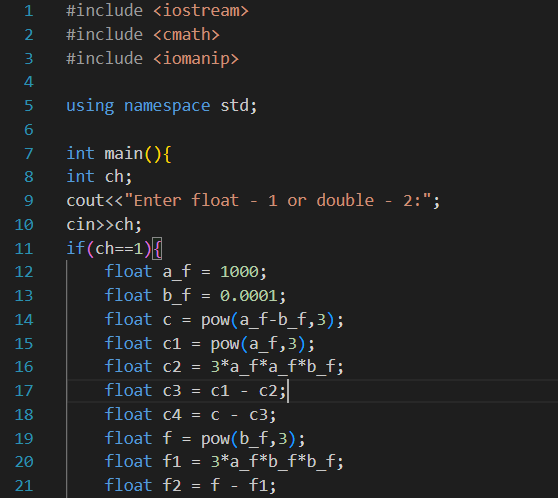 1 #include <iostream>
2 #include <cmath>
3 #include <iomanip>
4
5 using namespace std;
6
7 int main(){
8 int ch;
9 cout<<"Enter float - 1 or double - 2:";
10 cin>>ch;
11 if(ch==1){
12     float a_f = 1000;
13     float b_f = 0.0001;
14     float c = pow(a_f-b_f,3);
15     float c1 = pow(a_f,3);
16     float c2 = 3*a_f*a_f*b_f;
17     float c3 = c1 - c2;
18     float c4 = c - c3;
19     float f = pow(b_f,3);
20     float f1 = 3*a_f*b_f*b_f;
21     float f2 = f - f1;